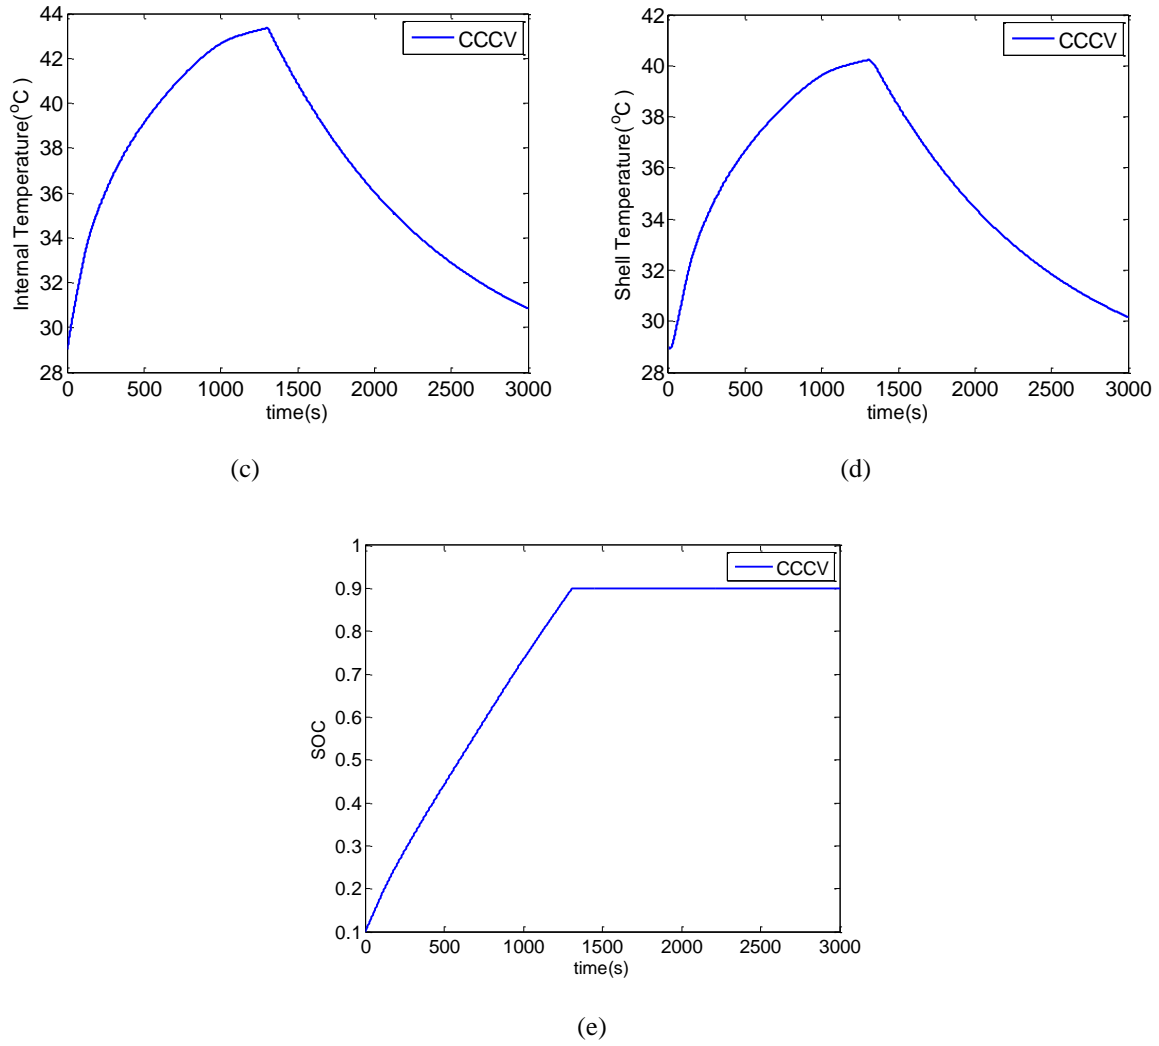 44
42
40
38
36
34
32
30
28
Internal Temperature(°C )
CCCV
0 500 1000 1500 2000 2500 3000
time(s)
(c)
42
40
38
36
34
32
30
28
Shell Temperature(°C )
CCCV
0 500 1000 1500 2000 2500 3000
time(s)
(d)
1
0.9
0.8
0.7
0.6
0.5
0.4
0.3
0.2
0.1
SOC
CCCV
0 500 1000 1500 2000 2500 3000
time(s)
(e)